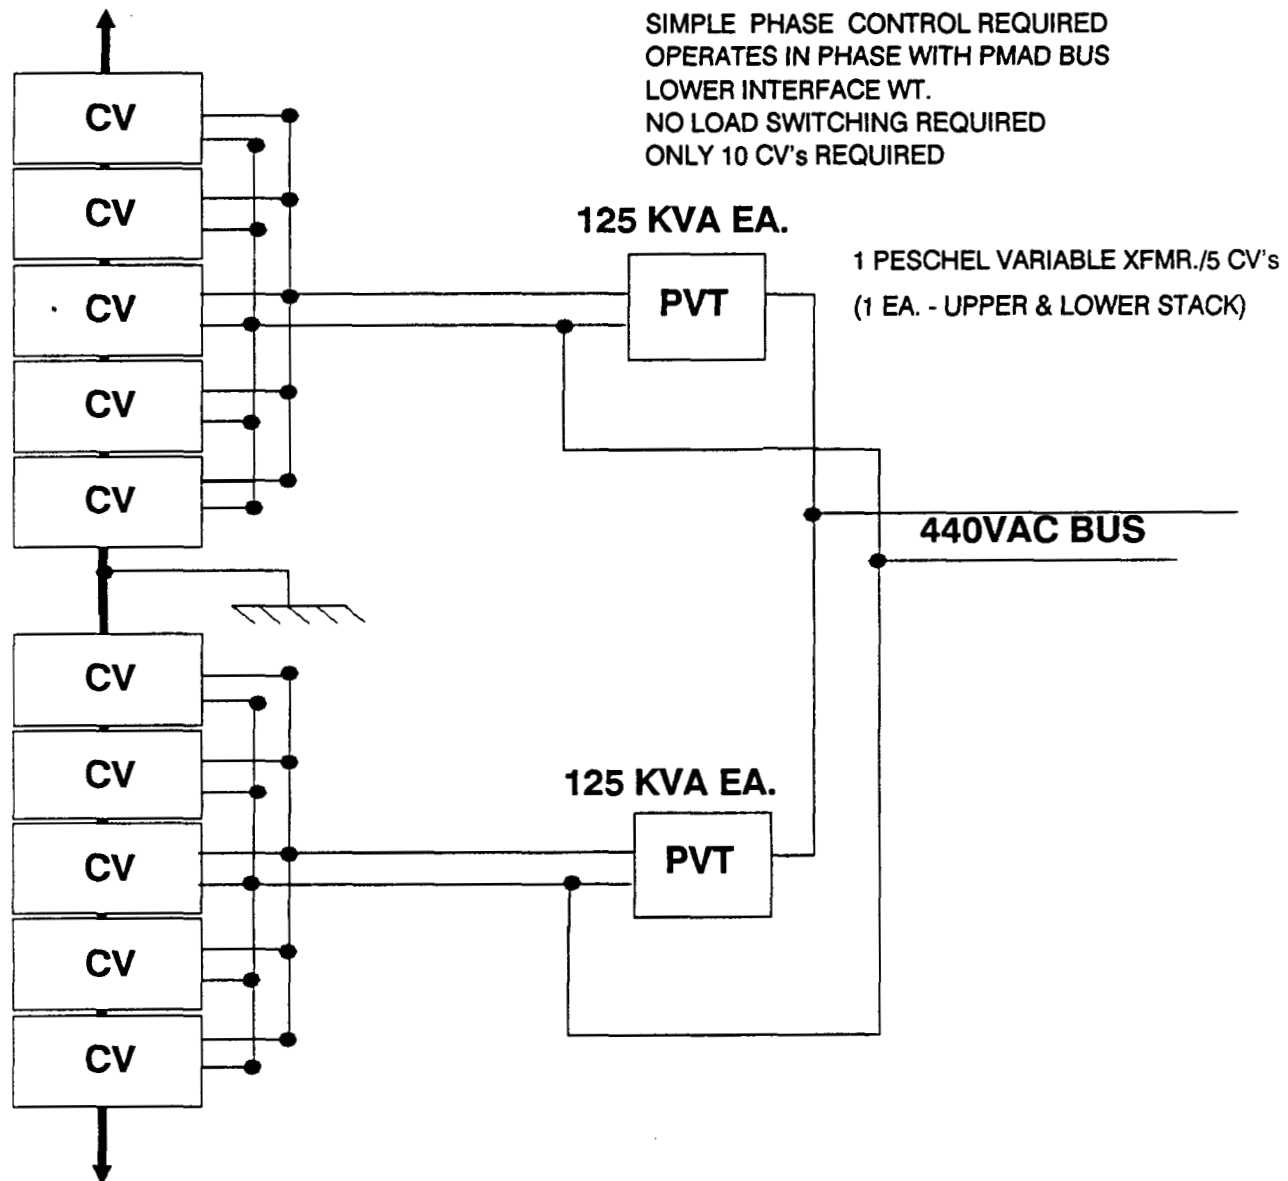 SIMPLE PHASE CONTROL REQUIRED
OPERATES IN PHASE WITH PMAD BUS
LOWER INTERFACE WT.
NO LOAD SWITCHING REQUIRED
ONLY 10 CV's REQUIRED
CV
CV
CV
CV
CV
125 KVA EA.
PVT
1 PESCHEL VARIABLE XFMR./5 CV's
(1 EA. - UPPER & LOWER STACK)
440VAC BUS
CV
CV
CV
CV
CV
125 KVA EA.
PVT